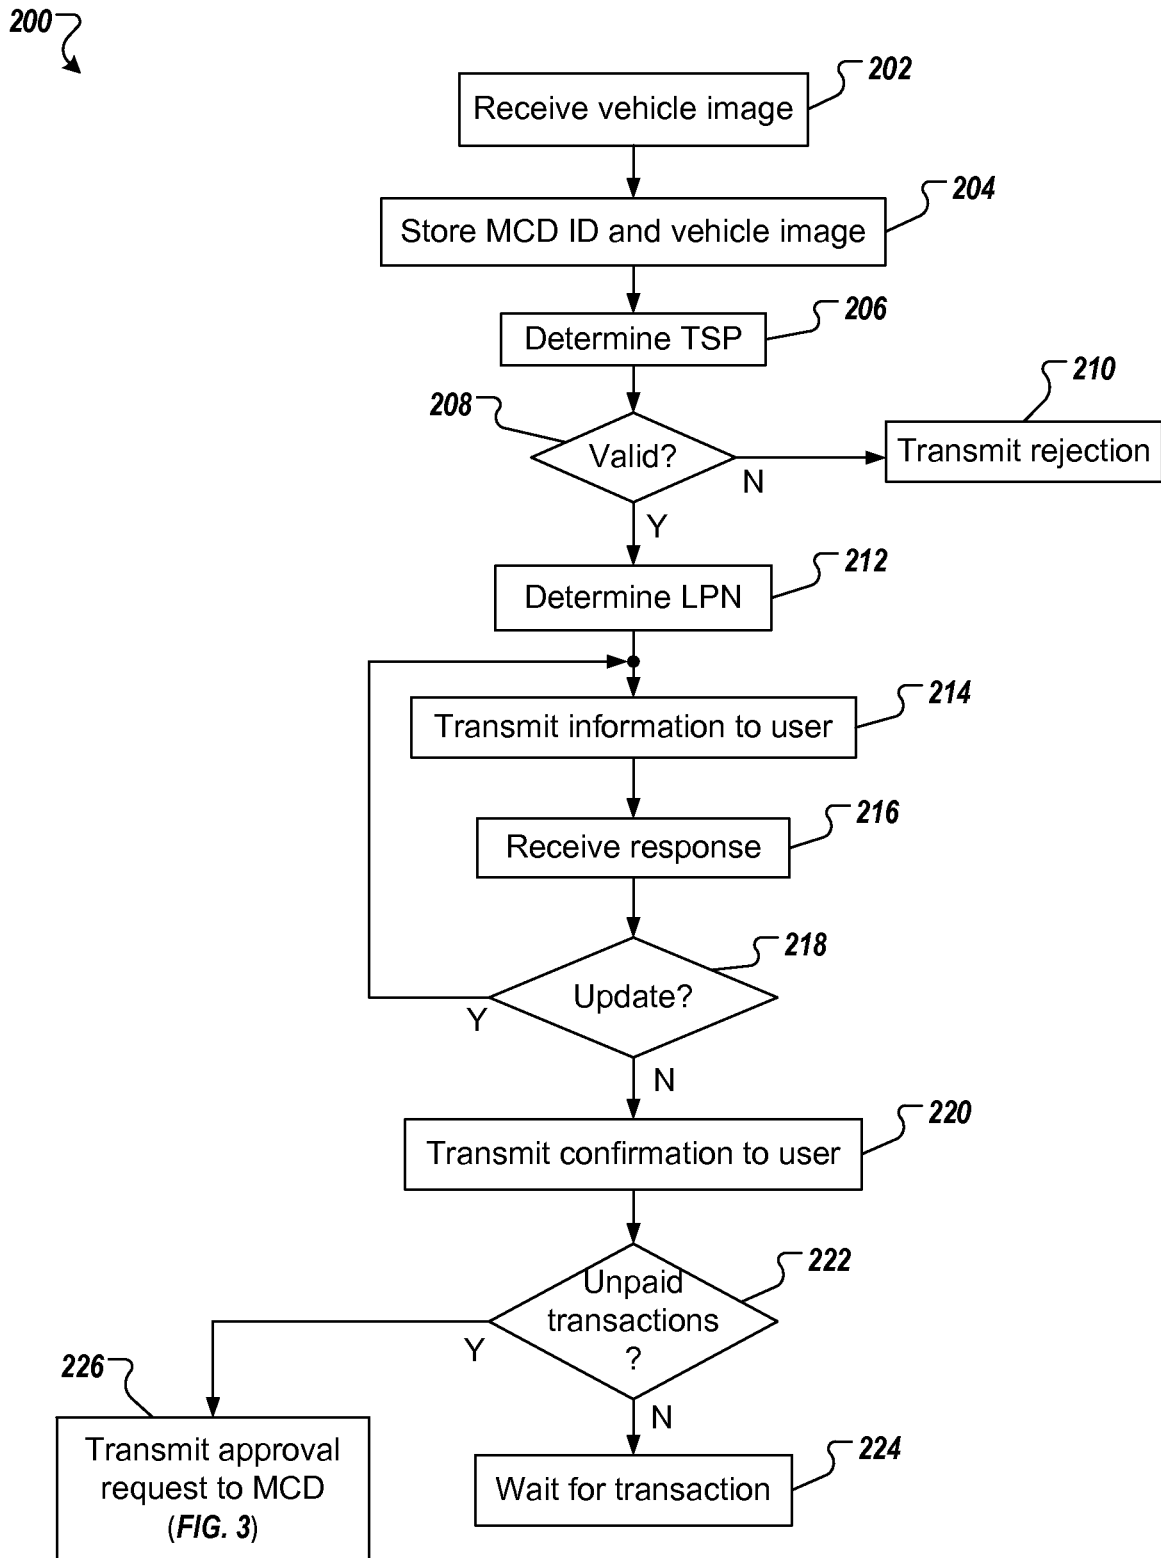 200
202
Receive vehicle image
204
Store MCD ID and vehicle image
206
Determine TSP
208
Valid?
N
Y
210
Transmit rejection
212
Determine LPN
214
Transmit information to user
216
Receive response
218
Update?
Y
N
220
Transmit confirmation to user
222
Unpaid
transactions
?
Y
N
226
Transmit approval
request to MCD
(FIG. 3)
224
Wait for transaction